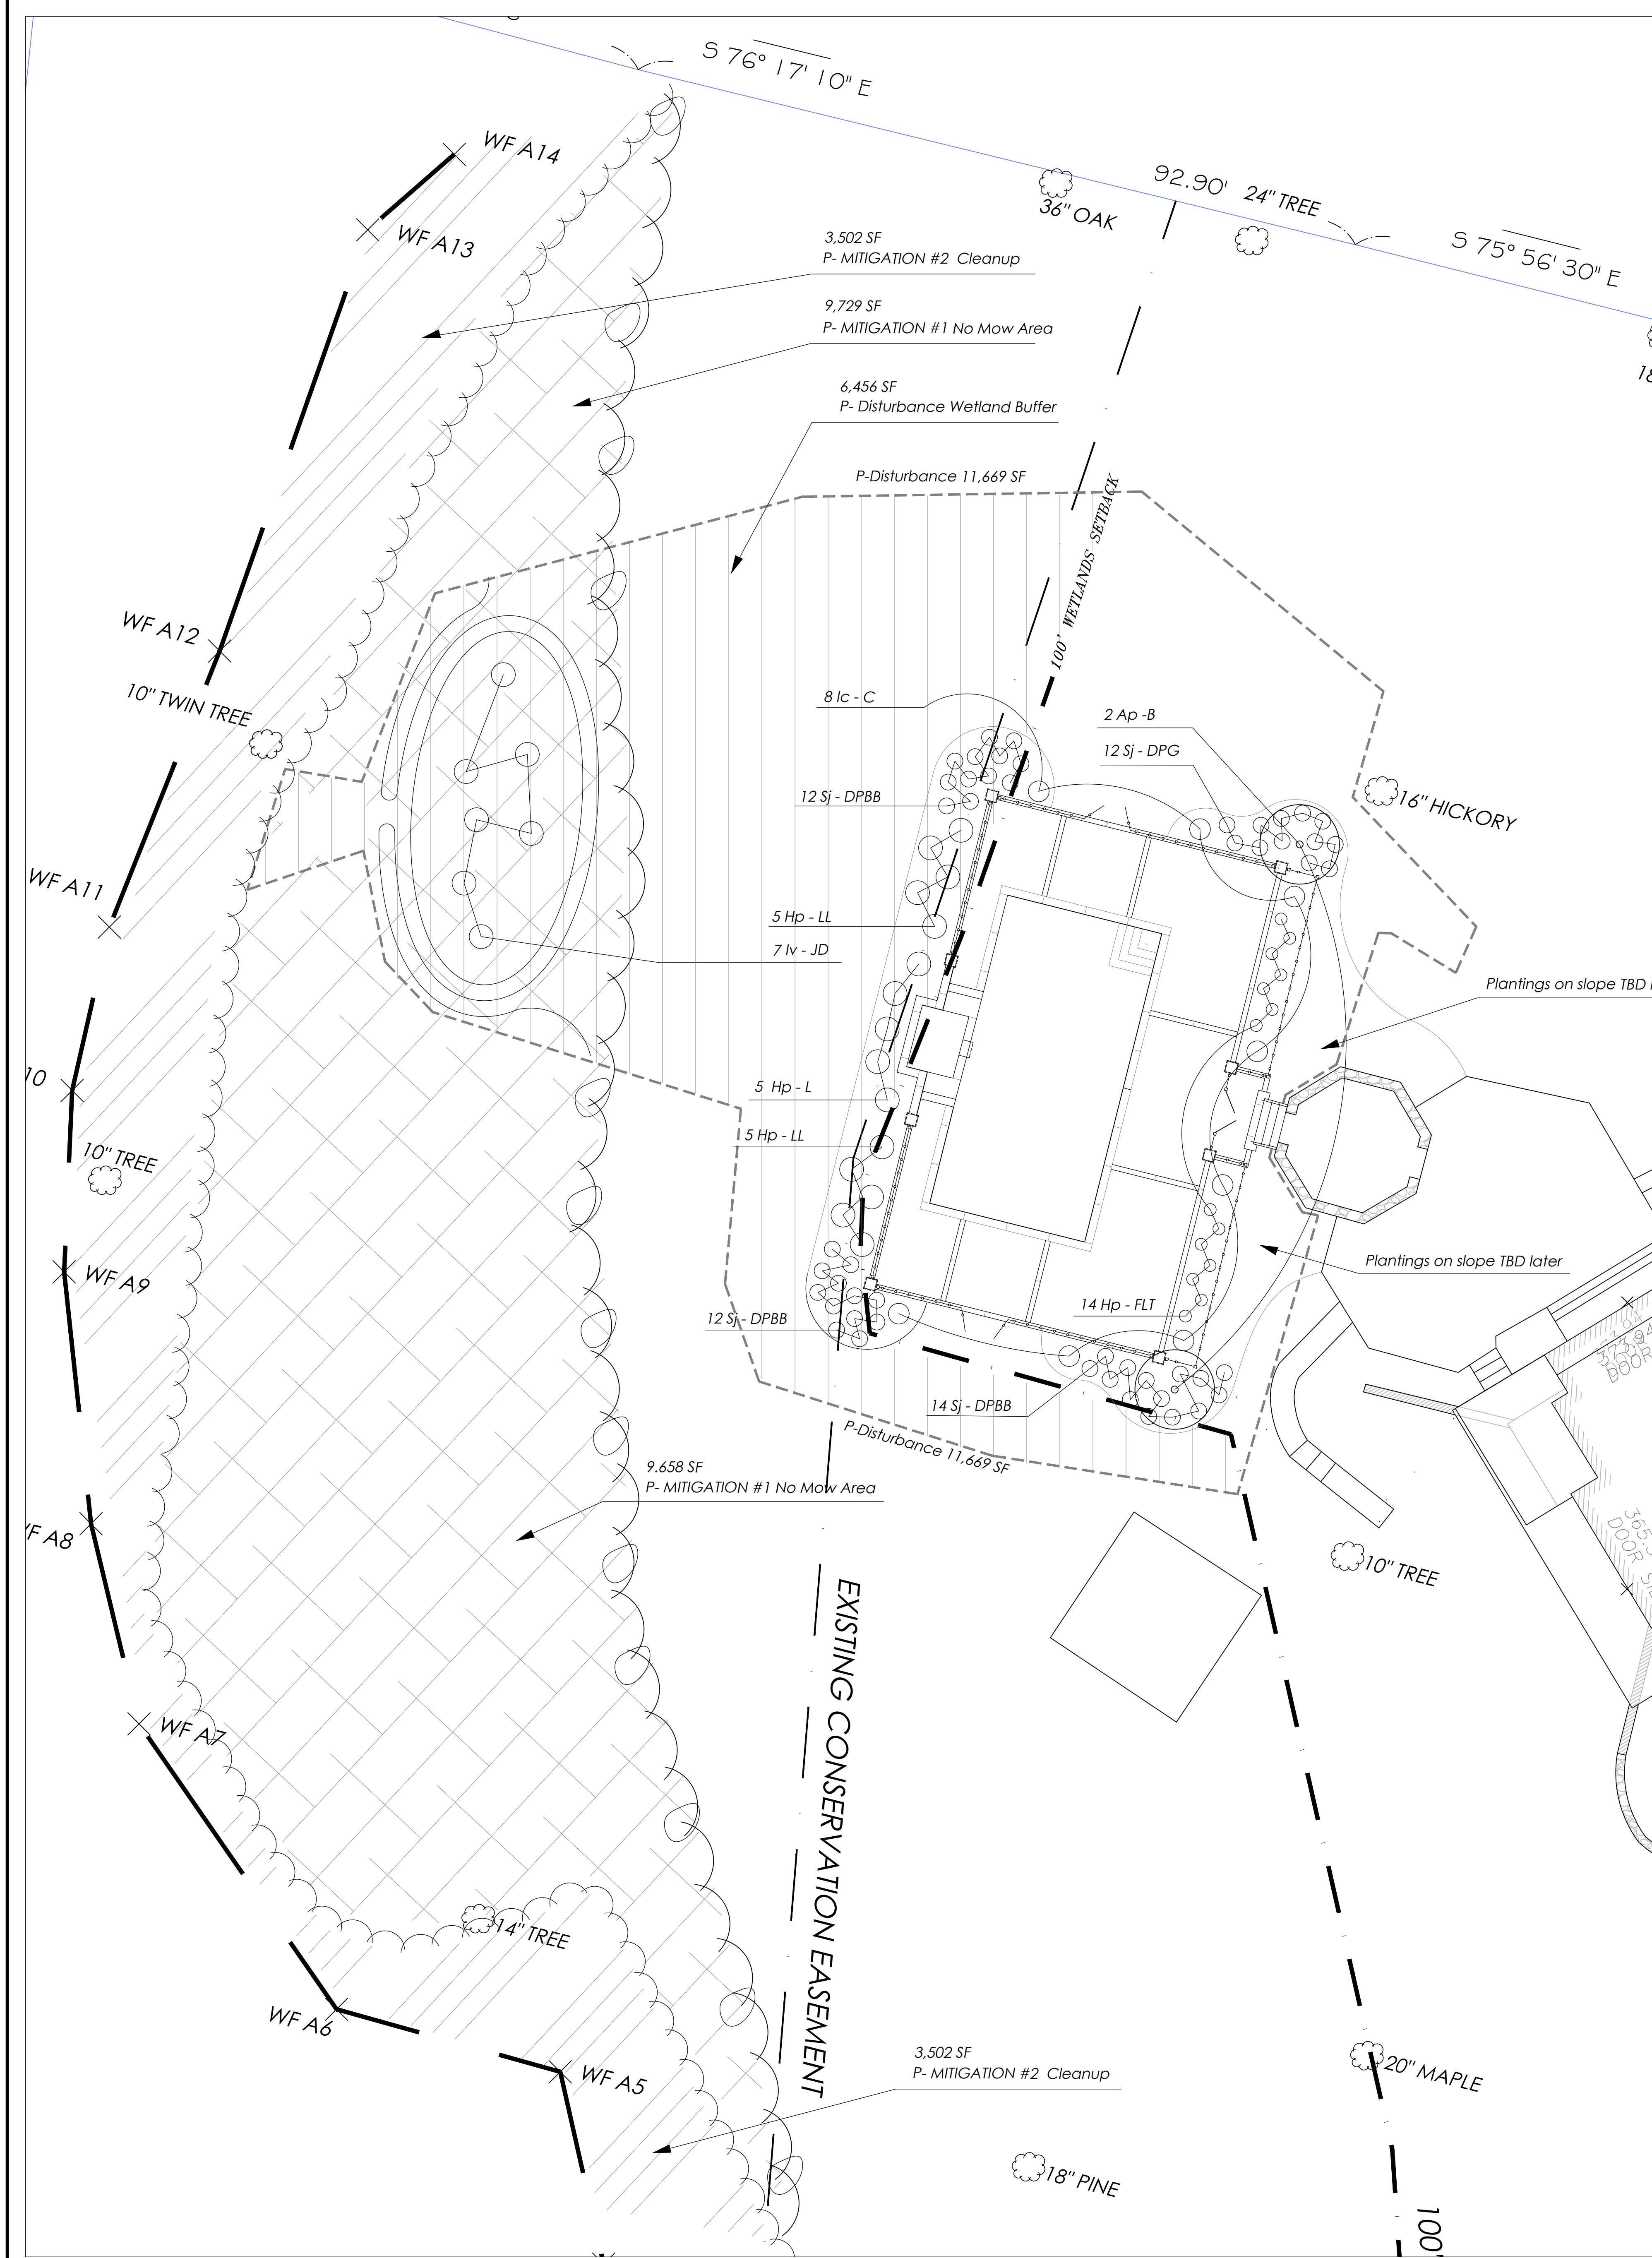 S 76° 17' 10" E
WF A14
92.90'
24" TREE
36" OAK
WF A13
S 75° 56' 30" E
3,502 SF
P- MITIGATION #2 Cleanup
9,729 SF
P- MITIGATION #1 No Mow Area
6,456 SF
P- Disturbance Wetland Buffer
P-Disturbance 11,669 SF
100' WETLANDS SETBACK
WF A12
10" TWIN TREE
8 Ic - C
2 Ap -B
12 Sj - DPG
12 Sj - DPBB
16" HICKORY
WF A11
5 Hp - LL
7 Iv - JD
Plantings on slope TBD
10
5 Hp - L
5 Hp - LL
10" TREE
WF A9
Plantings on slope TBD later
14 Hp - FLT
12 Sj - DPBB
14 Sj - DPBB
P-Disturbance 11,669 SF
9.658 SF
P- MITIGATION #1 No Mow Area
F A8
10" TREE
EXISTING CONSERVATION EASEMENT
WF A7
14" TREE
WF A6
WF A5
3,502 SF
P- MITIGATION #2 Cleanup
20" MAPLE
18" PINE
100'